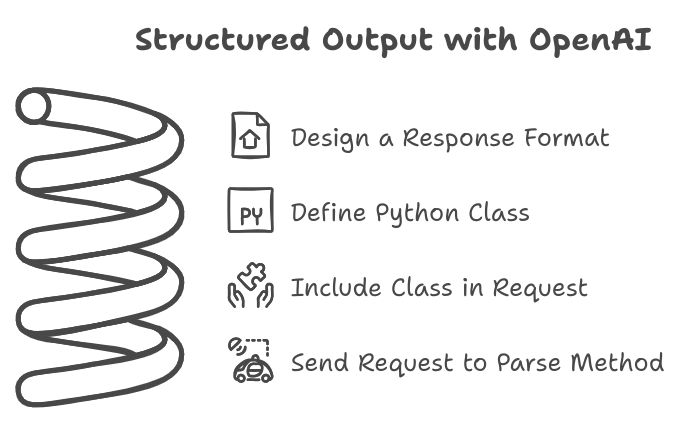 Structured Output with OpenAI
Design a Response Format
PY
Define Python Class
Include Class in Request
Send Request to Parse Method